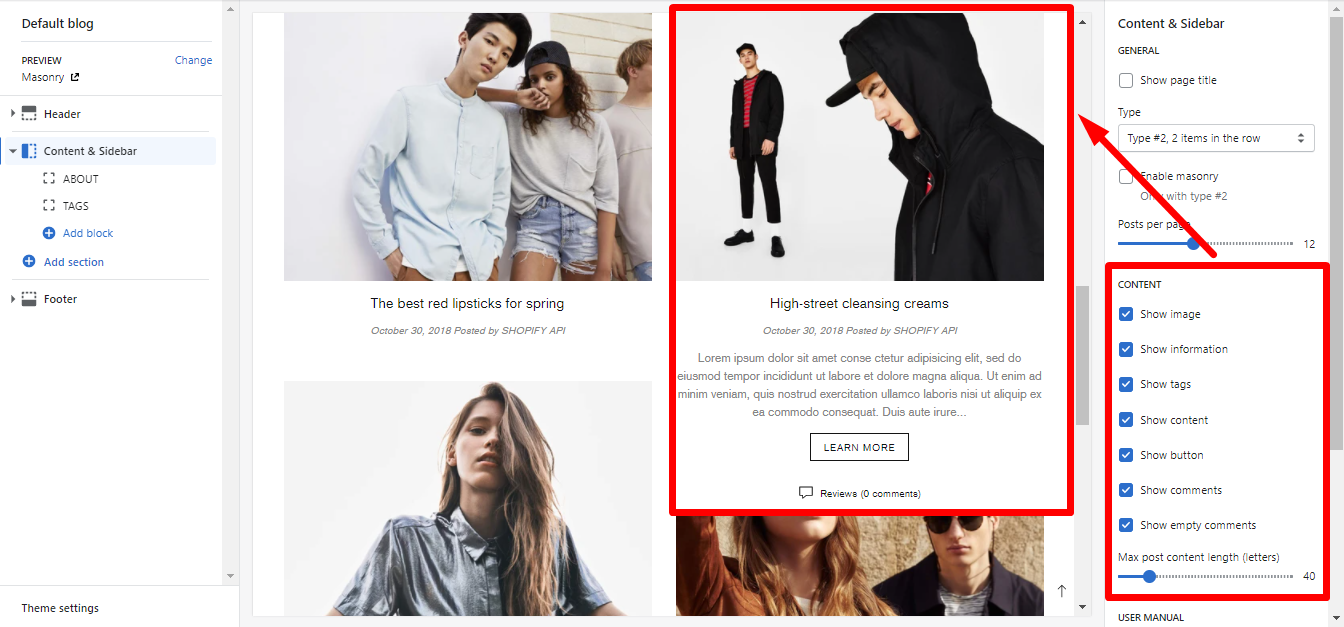 Default blog
PREVIEW
Change
Masonry
Header
Content & Sidebar
ABOUT
TAGS
Add block
Add section
Footer
Theme settings
The best red lipsticks for spring
October 30, 2018 Posted by SHOPIFY API
High-street cleansing creams
October 30, 2018 Posted by SHOPIFY API
Lorem ipsum dolor sit amet conse ctetur adipisicing elit, sed do
eiusmod tempor incididunt ut labore et dolore magna aliqua. Ut enim ad
minim veniam, quis nostrud exercitation ullamco laboris nisi ut aliquip ex
ea commodo consequat. Duis aute irure...
LEARN MORE
Reviews (0 comments)
Content & Sidebar
GENERAL
Show page title
Type
Type #2, 2 items in the row
Enable masonry
Only with type #2
Posts per page
12
CONTENT
Show image
Show information
Show tags
Show content
Show button
Show comments
Show empty comments
Max post content length (letters)
40
USER MANUAL